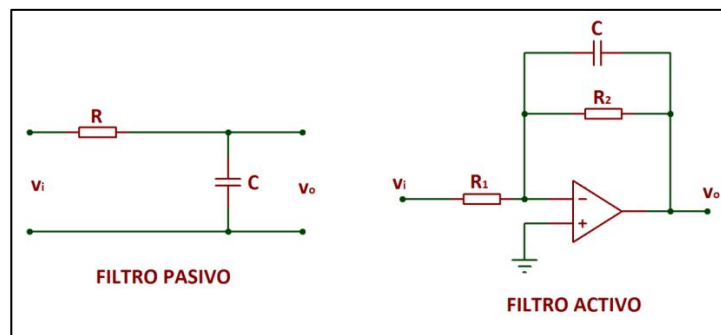 R
C
vi
vo
FILTRO PASIVO
C
R2
R1
vi
vo
−
+
FILTRO ACTIVO